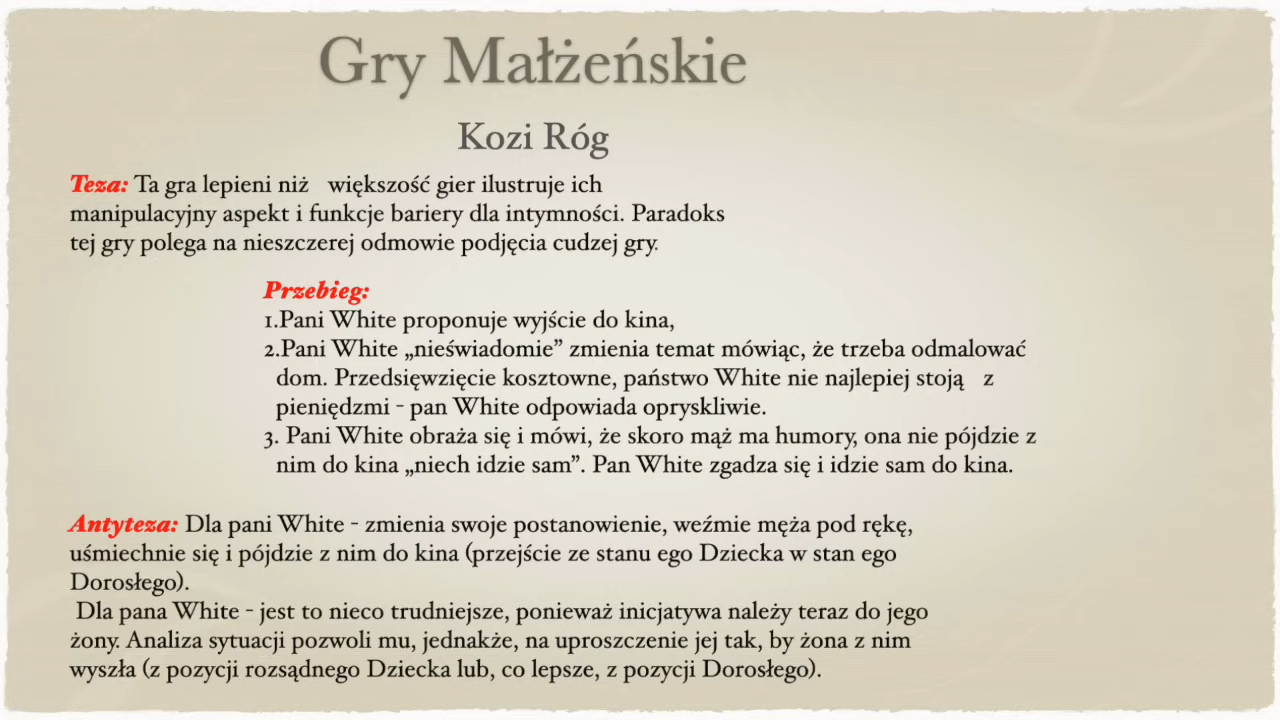 Gry Małżeńskie
Kozi Róg
Teza: Ta gra lepieni niż większość gier ilustruje ich
manipulacyjny aspekt i funkcje bariery dla intymności. Paradoks
tej gry polega na nieszczerej odmowie podjęcia cudzej gry.
Przebieg:
1.Pani White proponuje wyjście do kina,
2.Pani White „nieświadomie” zmienia temat mówiąc, że trzeba odmalować
dom. Przedsięwzięcie kosztowne, państwo White nie najlepiej stoją z
pieniędzmi - pan White odpowiada opryskliwie.
3. Pani White obraża się i mówi, że skoro mąż ma humory, ona nie pójdzie z
nim do kina „niech idzie sam”. Pan White zgadza się i idzie sam do kina.
Antyteza: Dla pani White - zmienia swoje postanowienie, weźmie męża pod rękę,
uśmiechnie się i pójdzie z nim do kina (przejście ze stanu ego Dziecka w stan ego
Dorosłego).
Dla pana White - jest to nieco trudniejsze, ponieważ inicjatywa należy teraz do jego
żony. Analiza sytuacji pozwoli mu, jednakże, na uproszczenie jej tak, by żona z nim
wyszła (z pozycji rozsądnego Dziecka lub, co lepsze, z pozycji Dorosłego).